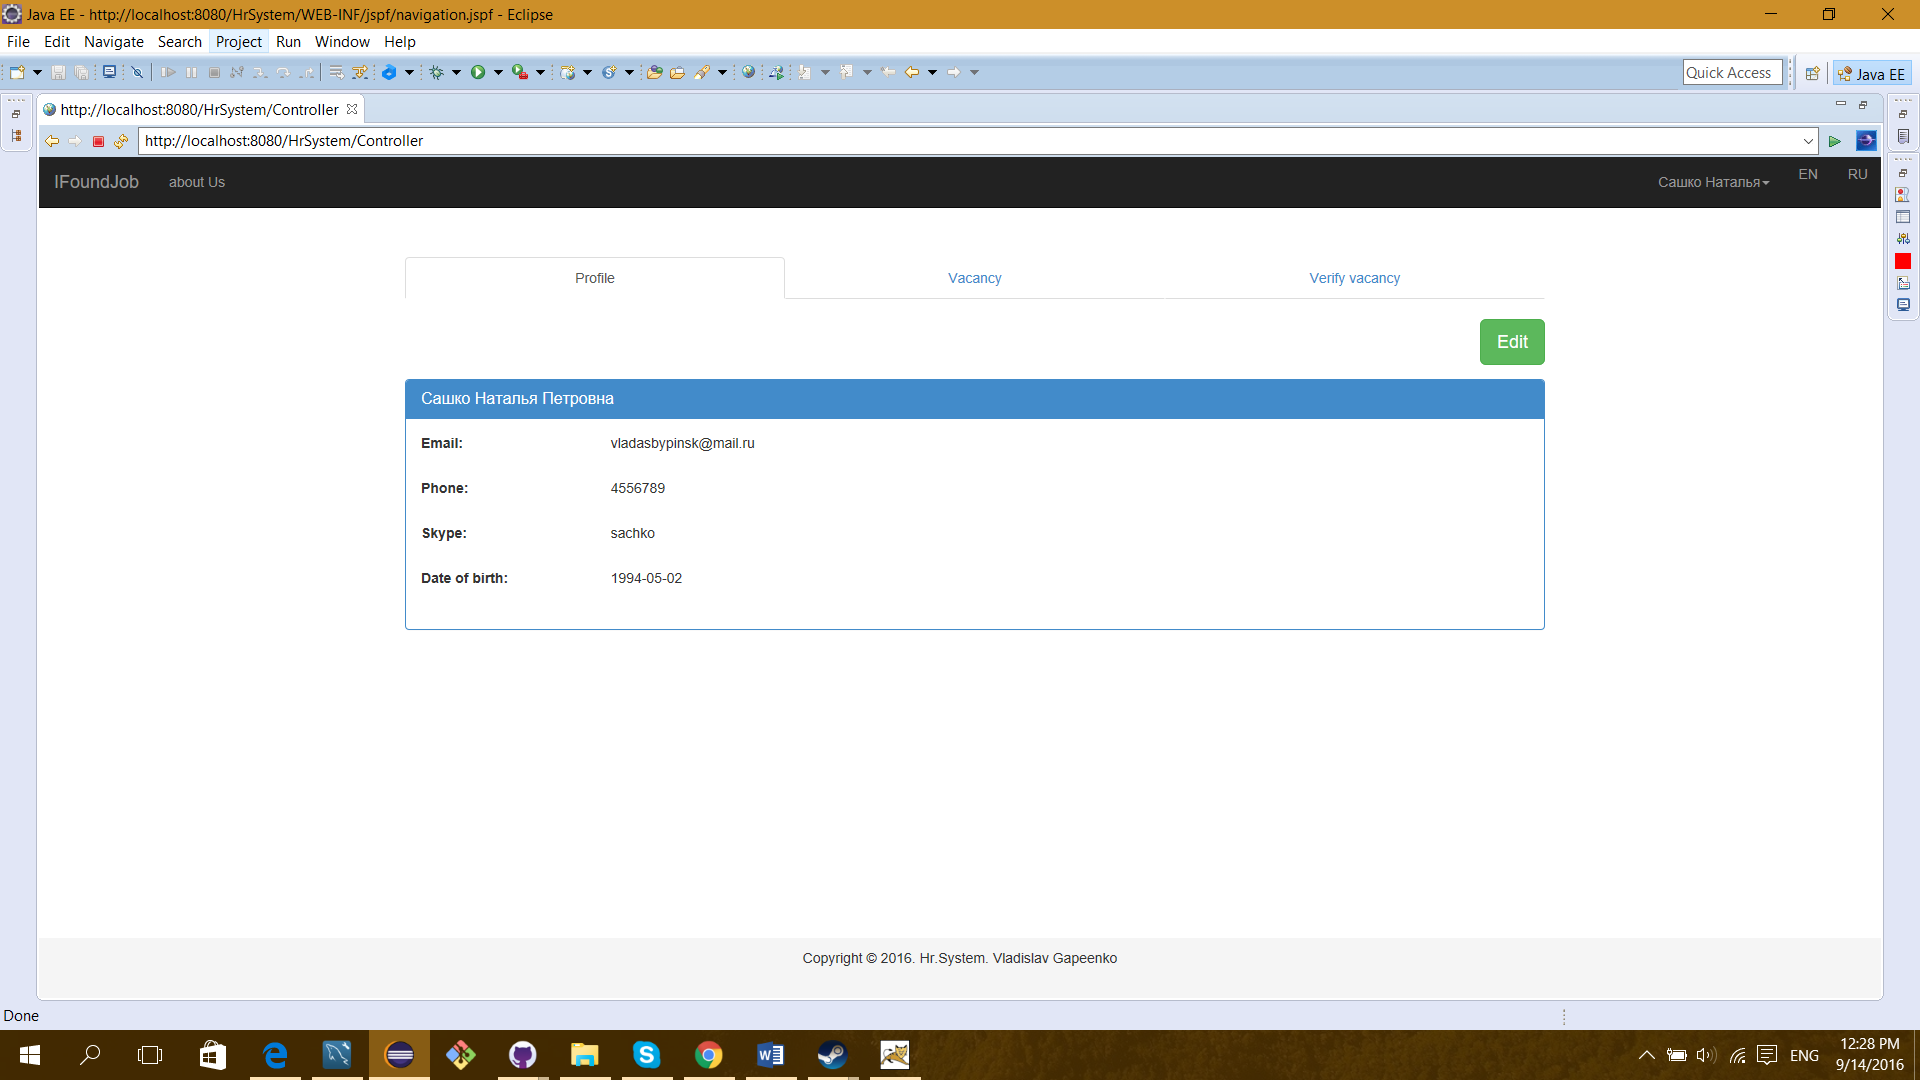 Java EE - http://localhost:8080/HrSystem/WEB-INF/jspf/navigation.jspf - Eclipse
File Edit Navigate Search Project Run Window Help
Quick Access
Java EE
http://localhost:8080/HrSystem/Controller
http://localhost:8080/HrSystem/Controller
IFoundJob about Us Сашко Наталья EN RU
Profile Vacancy Verify vacancy
Edit
Сашко Наталья Петровна
Email: vladasbypinsk@mail.ru
Phone: 4556789
Skype: sachko
Date of birth: 1994-05-02
Copyright © 2016. Hr.System. Vladislav Gapeenko
Done
ENG
12:28 PM
9/14/2016